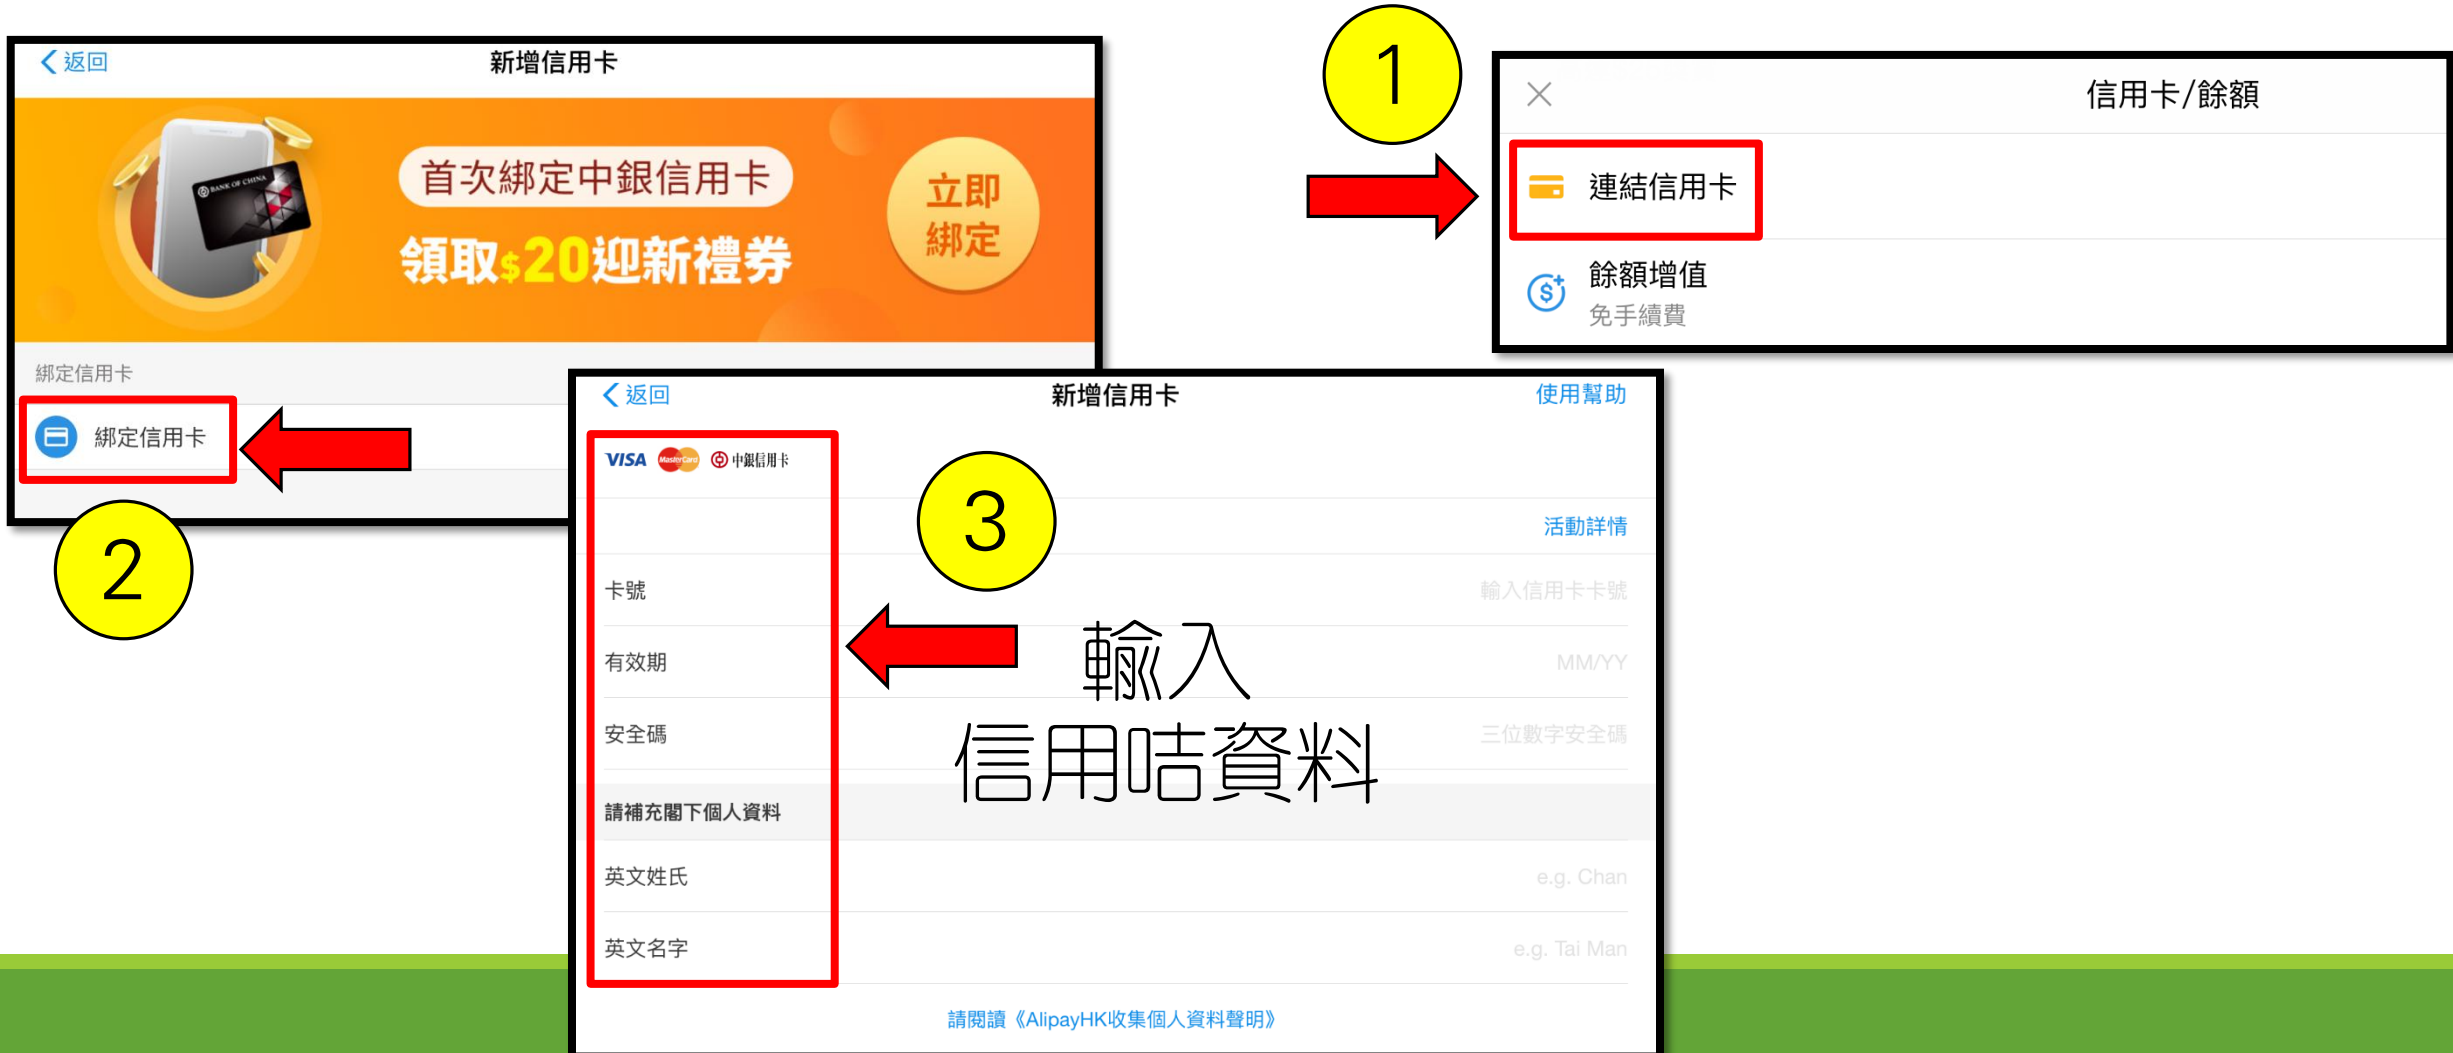 1
信用卡/餘額
連結信用卡
餘額增值
免手續費
返回
新增信用卡
BANK OF CHINA
首次綁定中銀信用卡
領取$20迎新禮券
立即
綁定
綁定信用卡
綁定信用卡
2
返回
新增信用卡
使用幫助
VISA MasterCard 中銀信用卡
3
活動詳情
卡號
輸入信用卡卡號
有效期
MM/YY
安全碼
三位數字安全碼
輸入
信用咭資料
請補充閣下個人資料
英文姓氏
e.g. Chan
英文名字
e.g. Tai Man
請閱讀《AlipayHK收集個人資料聲明》